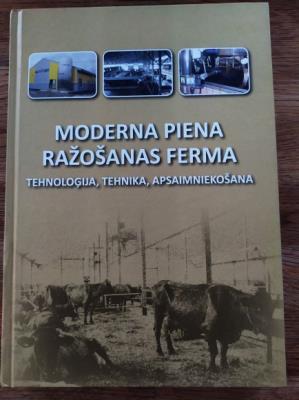 MODERNA PIENA
RAŽOŠANAS FERMA
TEHNOLOĢIJA, TEHNIKA, APSAIMNIEKOŠANA